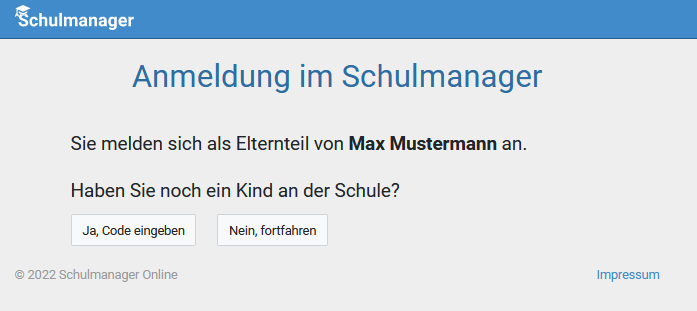 Schulmanager
Anmeldung im Schulmanager
Sie melden sich als Elternteil von Max Mustermann an.
Haben Sie noch ein Kind an der Schule?
Ja, Code eingeben Nein, fortfahren
© 2022 Schulmanager Online Impressum